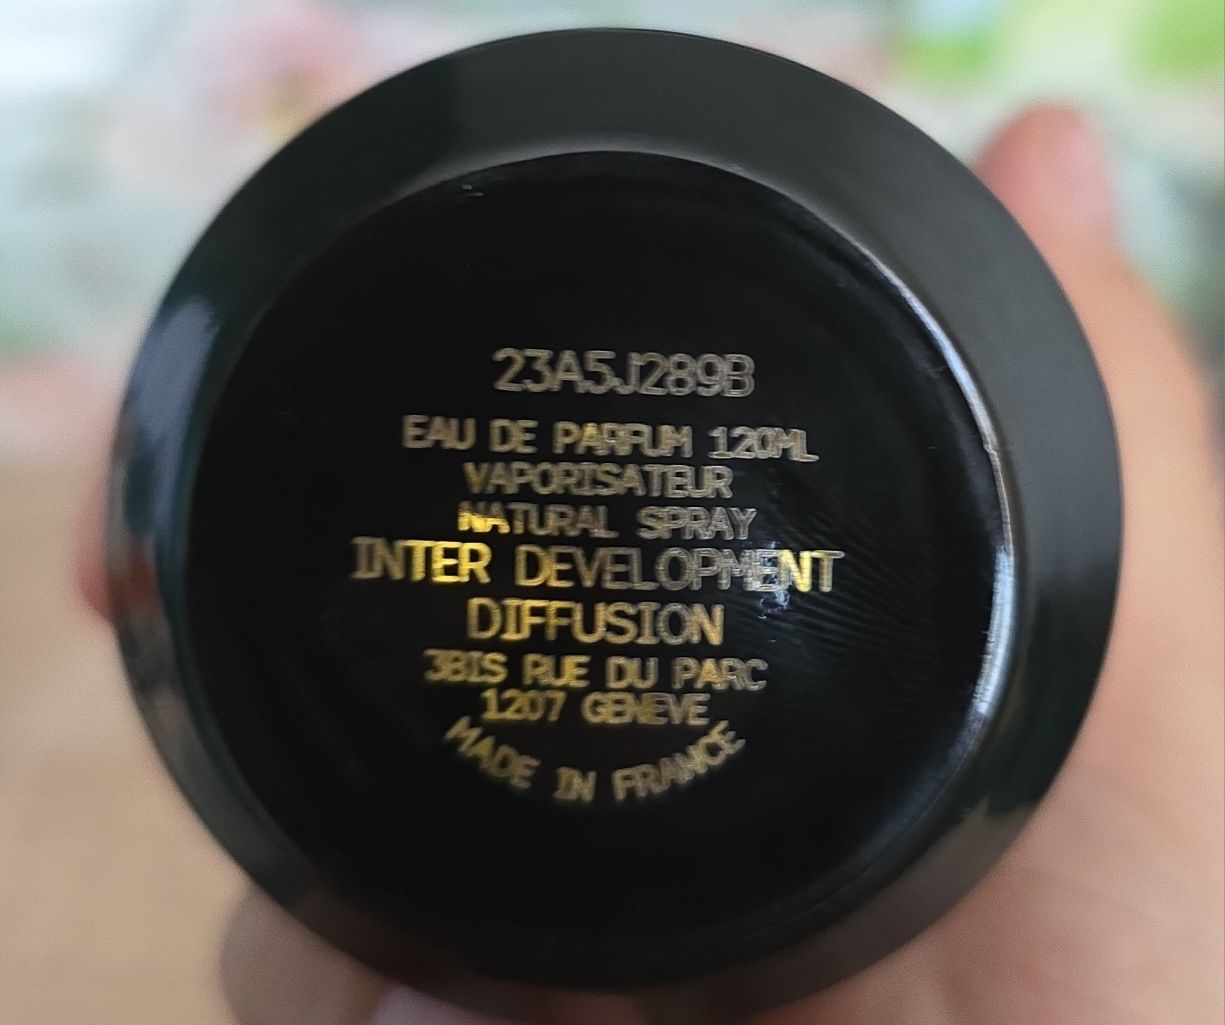 23A5J289B
EAU DE PARFUM 120ML
VAPORISATEUR
NATURAL SPRAY
INTER DEVELOPMENT
DIFFUSION
3BIS RUE DU PARC
1207 GENEVE
MADE IN FRANCE